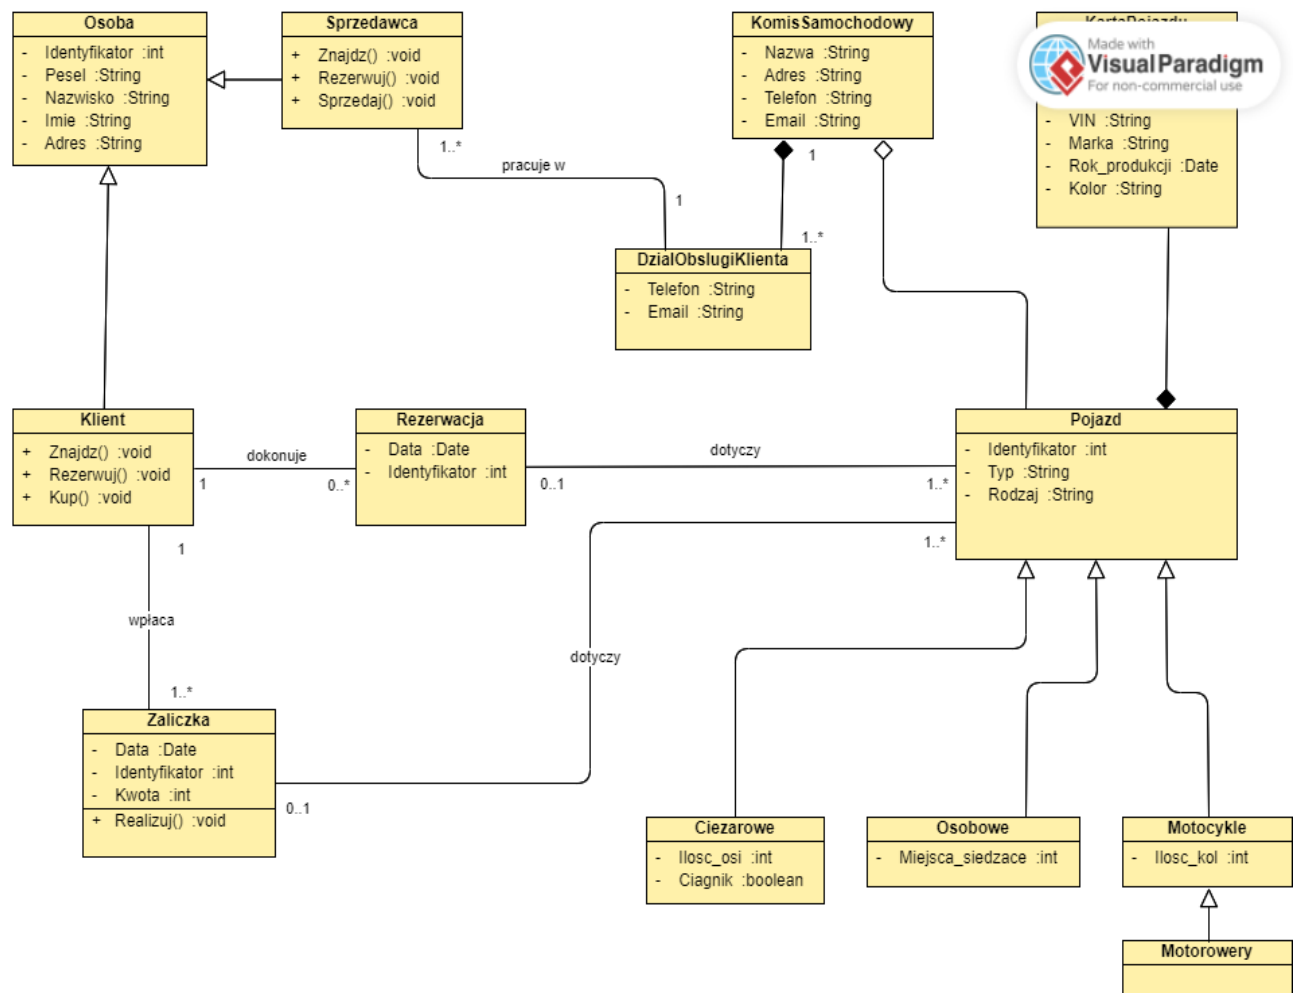 Osoba
- Identyfikator :int
- Pesel :String
- Nazwisko :String
- Imie :String
- Adres :String
Sprzedawca
+ Znajdz() :void
+ Rezerwuj() :void
+ Sprzedaj() :void
KomisSamochodowy
- Nazwa :String
- Adres :String
- Telefon :String
- Email :String
Made with
VisualParadigm
For non-commercial use
- VIN :String
- Marka :String
- Rok_produkcji :Date
- Kolor :String
1..*
pracuje w
1
1
1..*
DzialObslugiKlienta
- Telefon :String
- Email :String
Klient
+ Znajdz() :void
+ Rezerwuj() :void
+ Kup() :void
dokonuje
1
0..*
Rezerwacja
- Data :Date
- Identyfikator :int
dotyczy
0..1
1..*
Pojazd
- Identyfikator :int
- Typ :String
- Rodzaj :String
1
wpłaca
1..*
1..*
dotyczy
0..1
Zaliczka
- Data :Date
- Identyfikator :int
- Kwota :int
+ Realizuj() :void
Ciezarowe
- Ilosc_osi :int
- Ciagnik :boolean
Osobowe
- Miejsca_siedzace :int
Motocykle
- Ilosc_kol :int
Motorowery